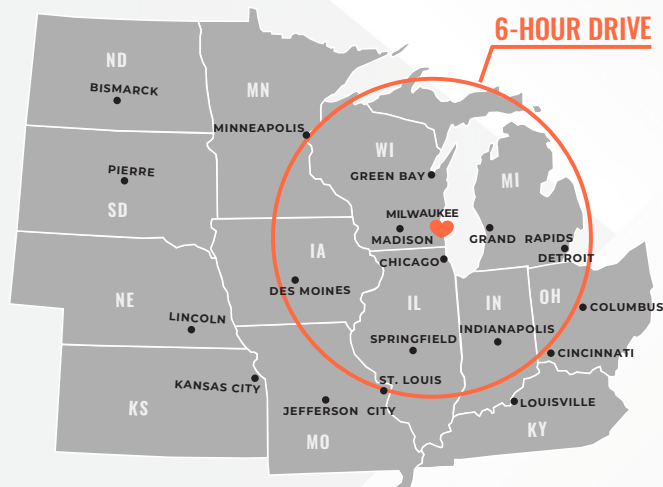 6-HOUR DRIVE
ND
BISMARCK
MN
MINNEAPOLIS
WI
GREEN BAY
MI
PIERRE
SD
MILWAUKEE
MADISON
GRAND RAPIDS
DETROIT
CHICAGO
IA
DES MOINES
NE
LINCOLN
IL
IN
OH
COLUMBUS
SPRINGFIELD
INDIANAPOLIS
CINCINNATI
KANSAS CITY
ST. LOUIS
KS
JEFFERSON CITY
LOUISVILLE
MO
KY